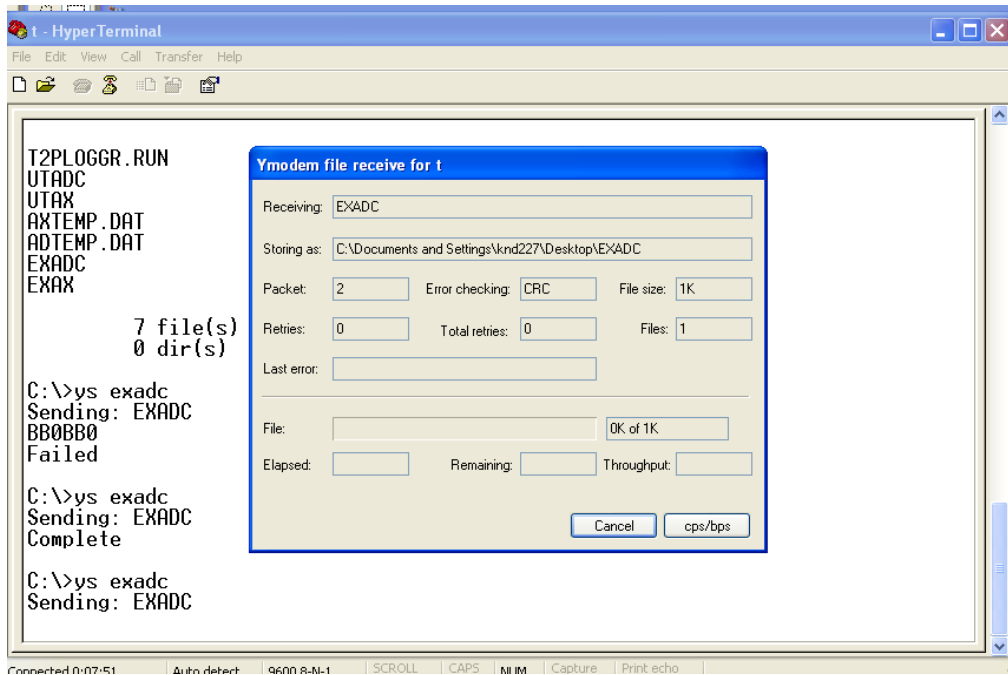 t - HyperTerminal
File Edit View Call Transfer Help
T2PLOGGR.RUN
UTADC
UTAX
AXTEMP.DAT
ADTEMP.DAT
EXADC
EXAX
7 file(s)
0 dir(s)
C:\>ys exadc
Sending: EXADC
BB0BB0
Failed
C:\>ys exadc
Sending: EXADC
Complete
C:\>ys exadc
Sending: EXADC
Ymodem file receive for t
Receiving: EXADC
Storing as: C:\Documents and Settings\knd227\Desktop\EXADC
Packet: 2 Error checking: CRC File size: 1K
Retries: 0 Total retries: 0 Files: 1
Last error:
File: 0K of 1K
Elapsed: Remaining: Throughput:
Cancel cps/bps
Connected 0:07:51 Auto detect 9600 8-N-1 SCROLL CAPS NUM Capture Print echo